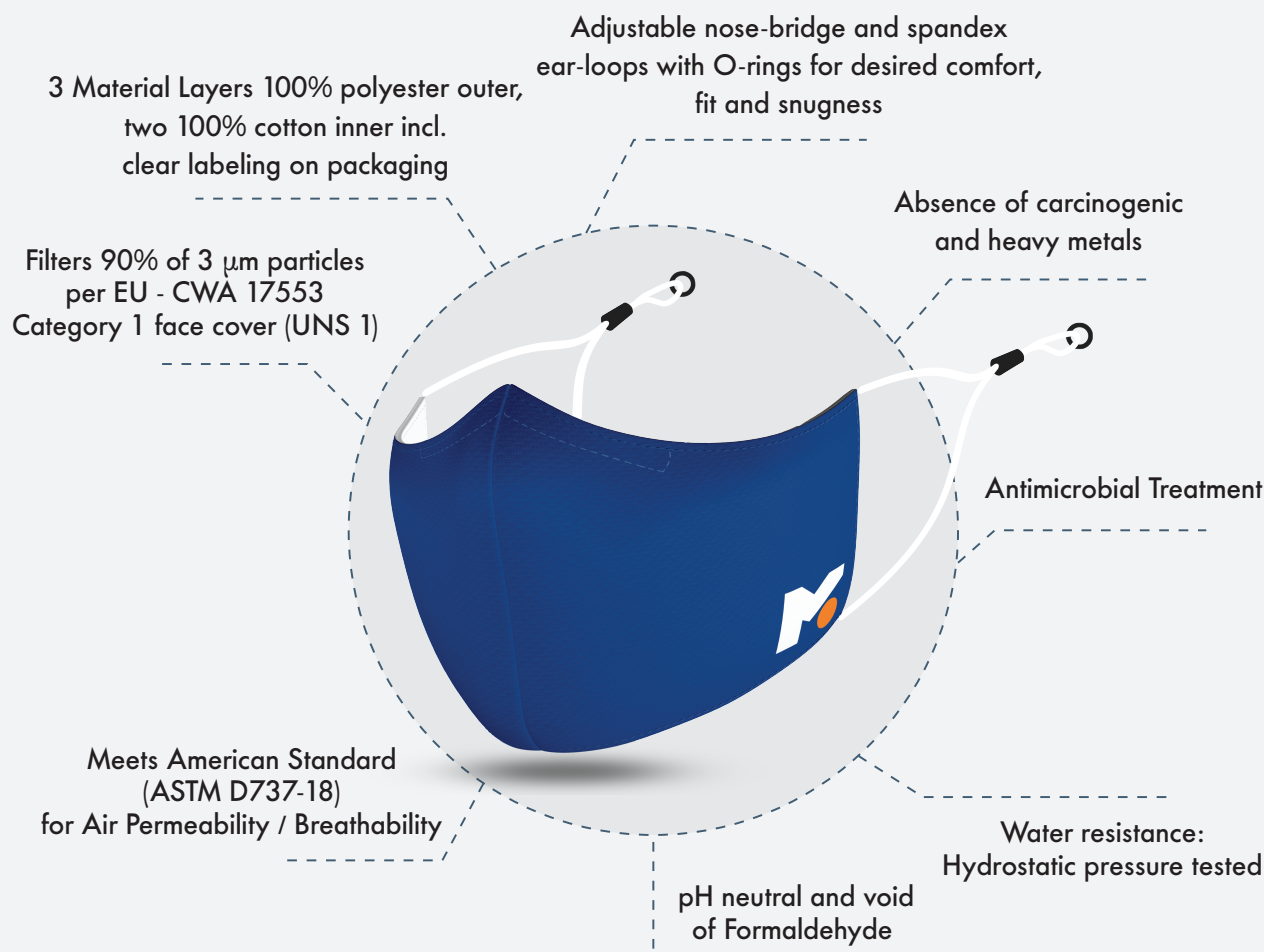 Adjustable nose-bridge and spandex
ear-loops with O-rings for desired comfort,
fit and snugness
3 Material Layers 100% polyester outer,
two 100% cotton inner incl.
clear labeling on packaging
Absence of carcinogenic
and heavy metals
Filters 90% of 3 µm particles
per EU - CWA 17553
Category 1 face cover (UNS 1)
Antimicrobial Treatment
Meets American Standard
(ASTM D737-18)
for Air Permeability / Breathability
Water resistance:
Hydrostatic pressure tested
pH neutral and void
of Formaldehyde